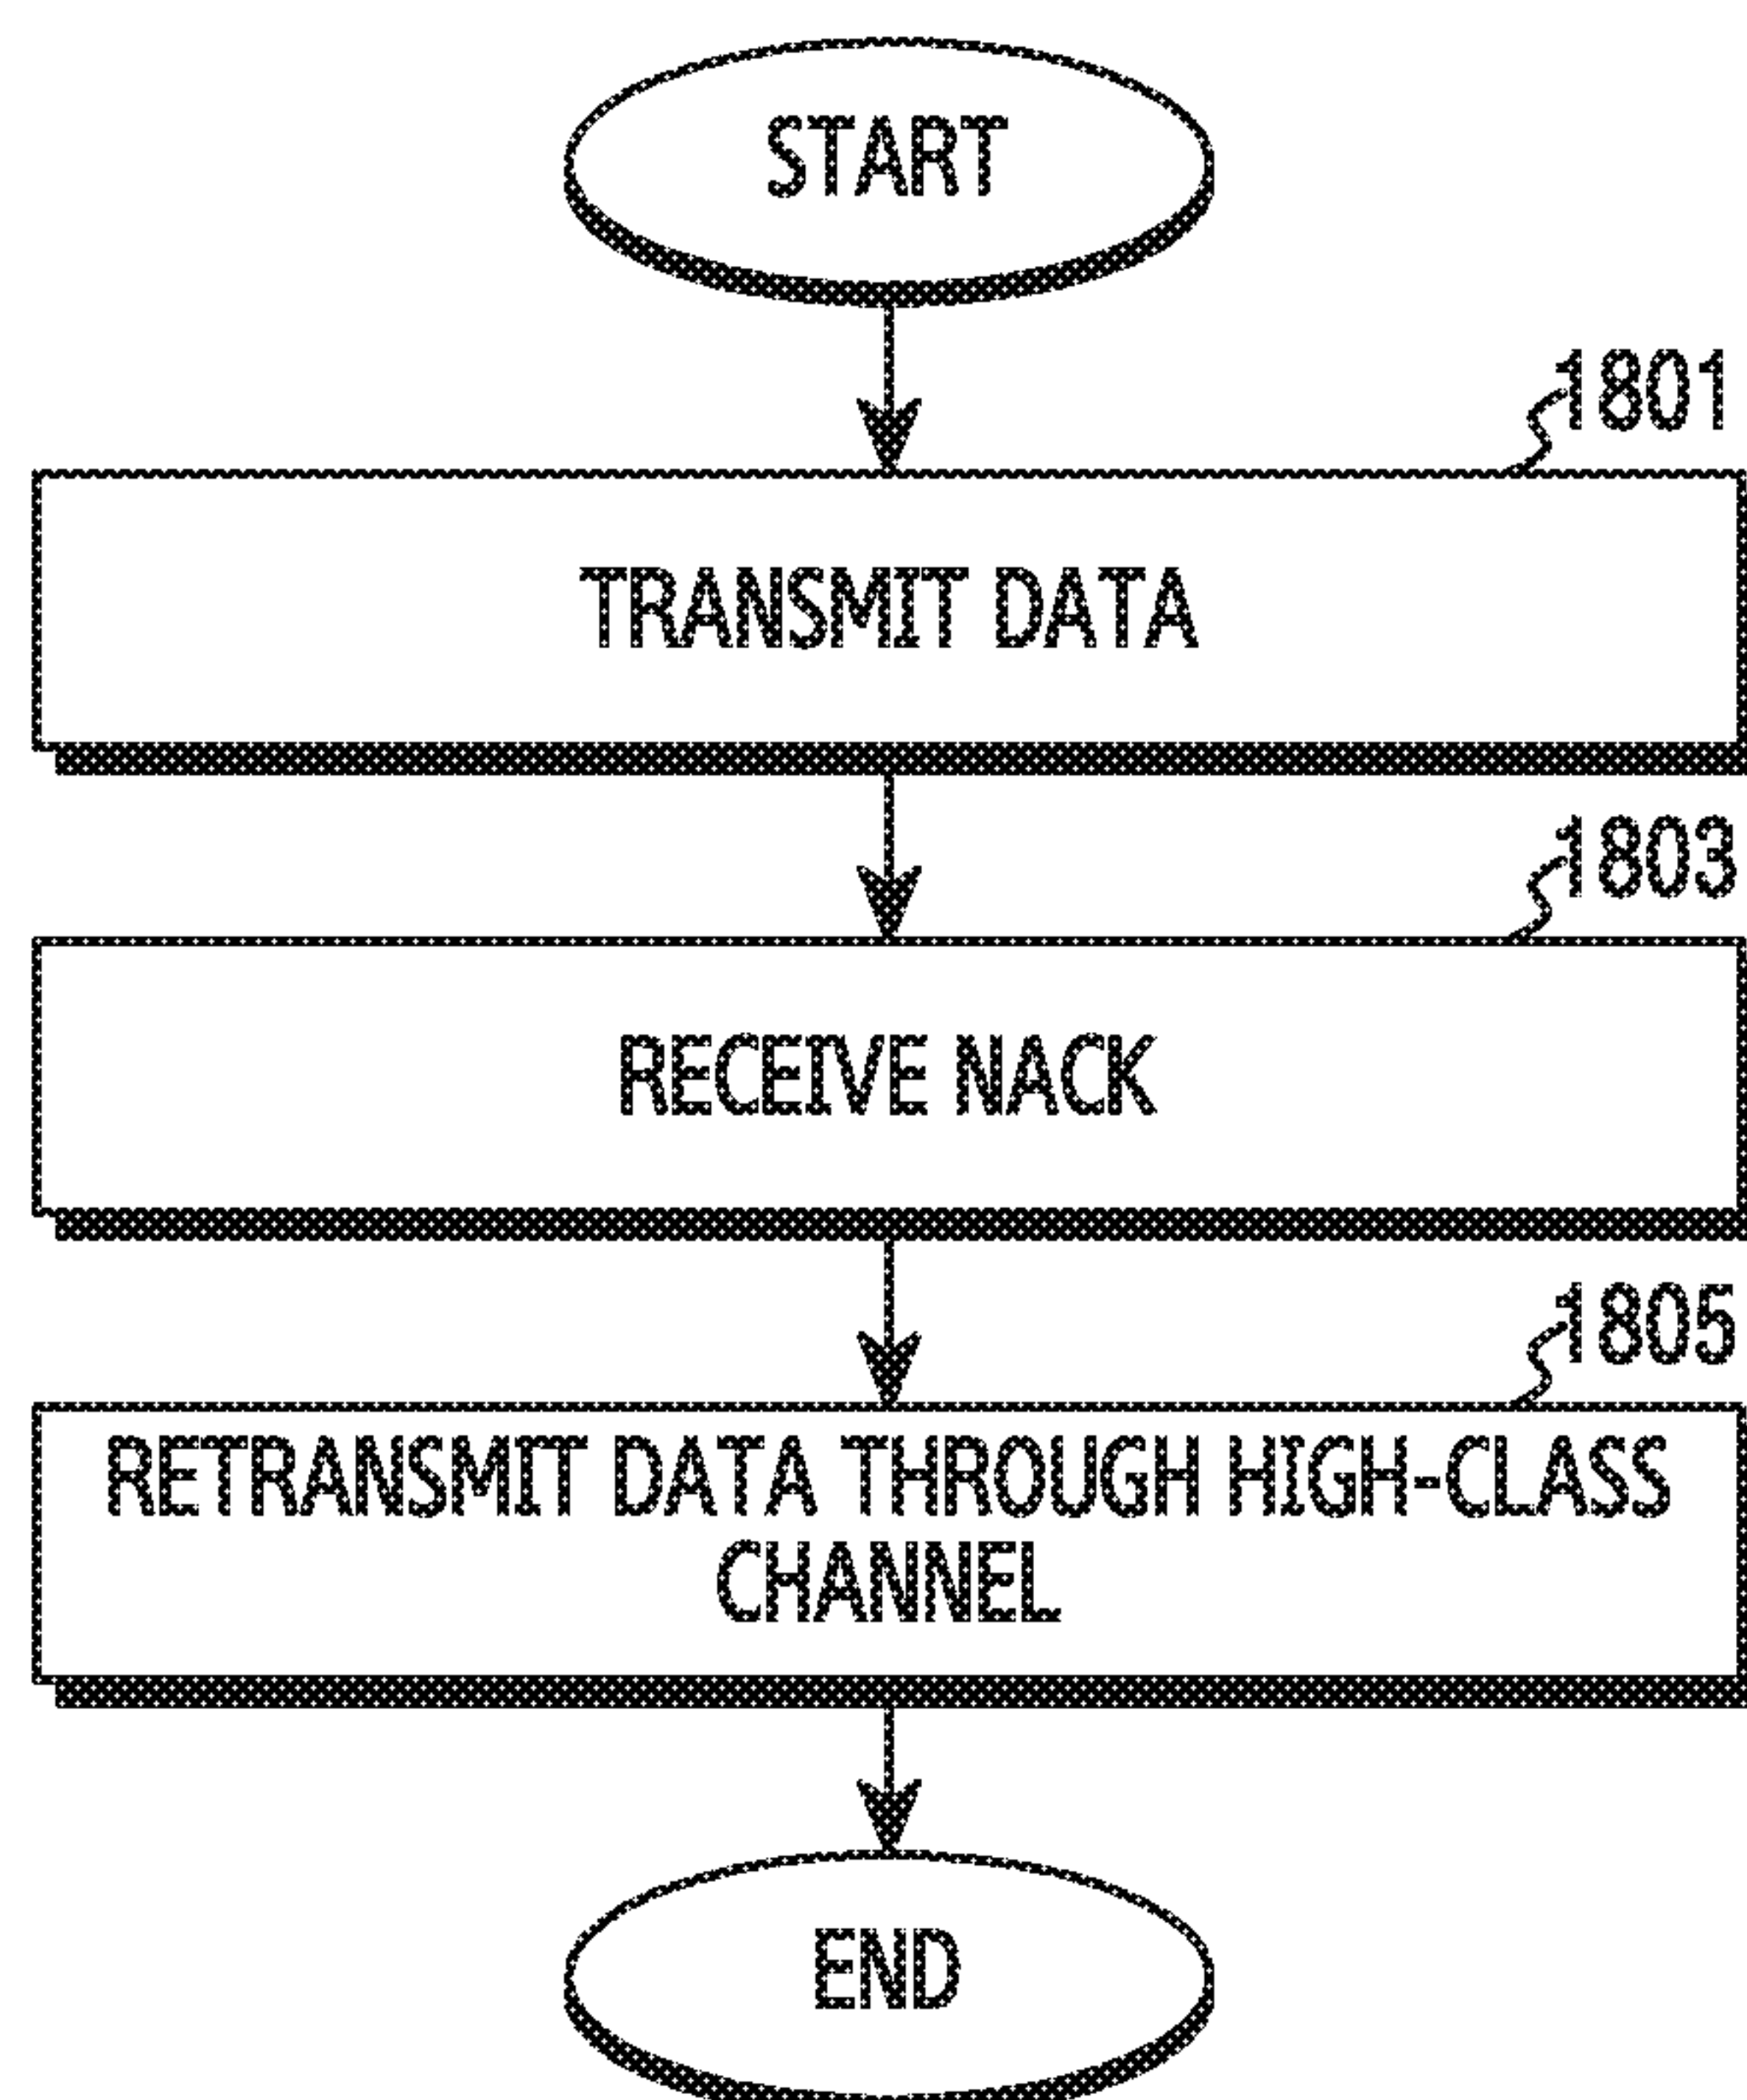 START
1801
TRANSMIT DATA
1803
RECEIVE NACK
1805
RETRANSMIT DATA THROUGH HIGH-CLASS
CHANNEL
END